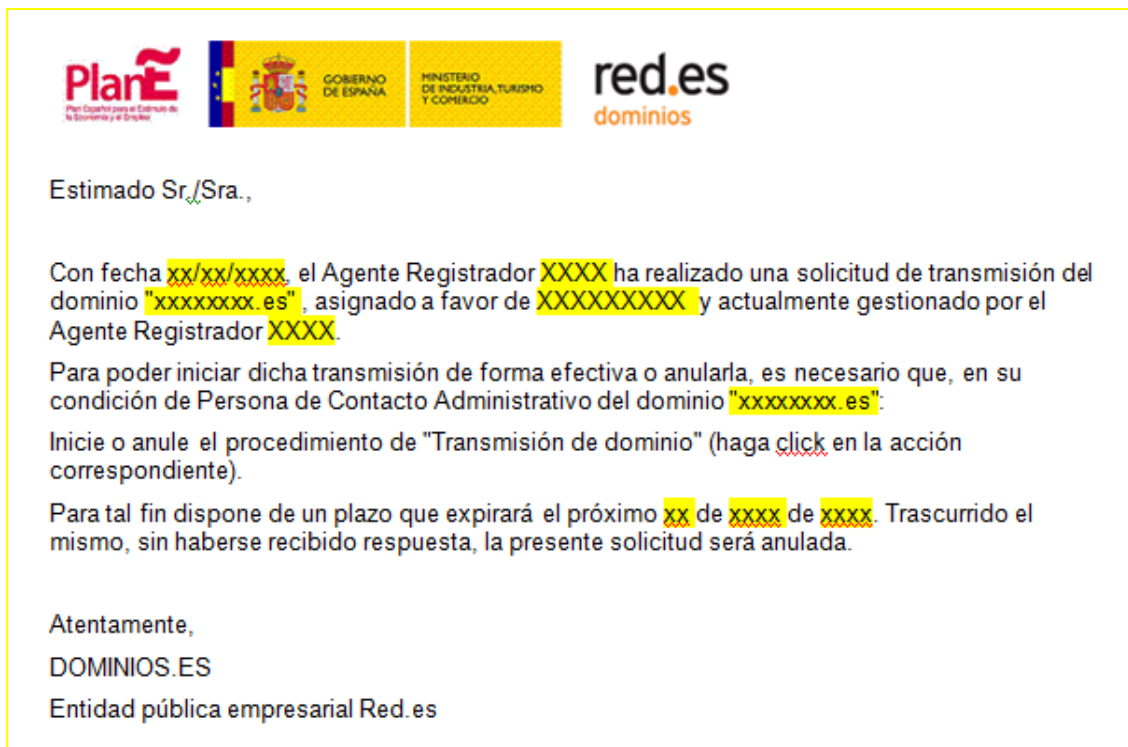 PlanE
Plan Español para el Estímulo de
la Economía y el Empleo
GOBIERNO
DE ESPAÑA
MINISTERIO
DE INDUSTRIA, TURISMO
Y COMERCIO
red.es
dominios
Estimado Sr./Sra.,
Con fecha xx/xx/xxxx, el Agente Registrador XXXX ha realizado una solicitud de transmisión del
dominio "xxxxxxxx.es" , asignado a favor de XXXXXXXXX y actualmente gestionado por el
Agente Registrador XXXX.
Para poder iniciar dicha transmisión de forma efectiva o anularla, es necesario que, en su
condición de Persona de Contacto Administrativo del dominio "xxxxxxxx.es":
Inicie o anule el procedimiento de "Transmisión de dominio" (haga click en la acción
correspondiente).
Para tal fin dispone de un plazo que expirará el próximo xx de xxxx de xxxx. Trascurrido el
mismo, sin haberse recibido respuesta, la presente solicitud será anulada.
Atentamente,
DOMINIOS.ES
Entidad pública empresarial Red.es